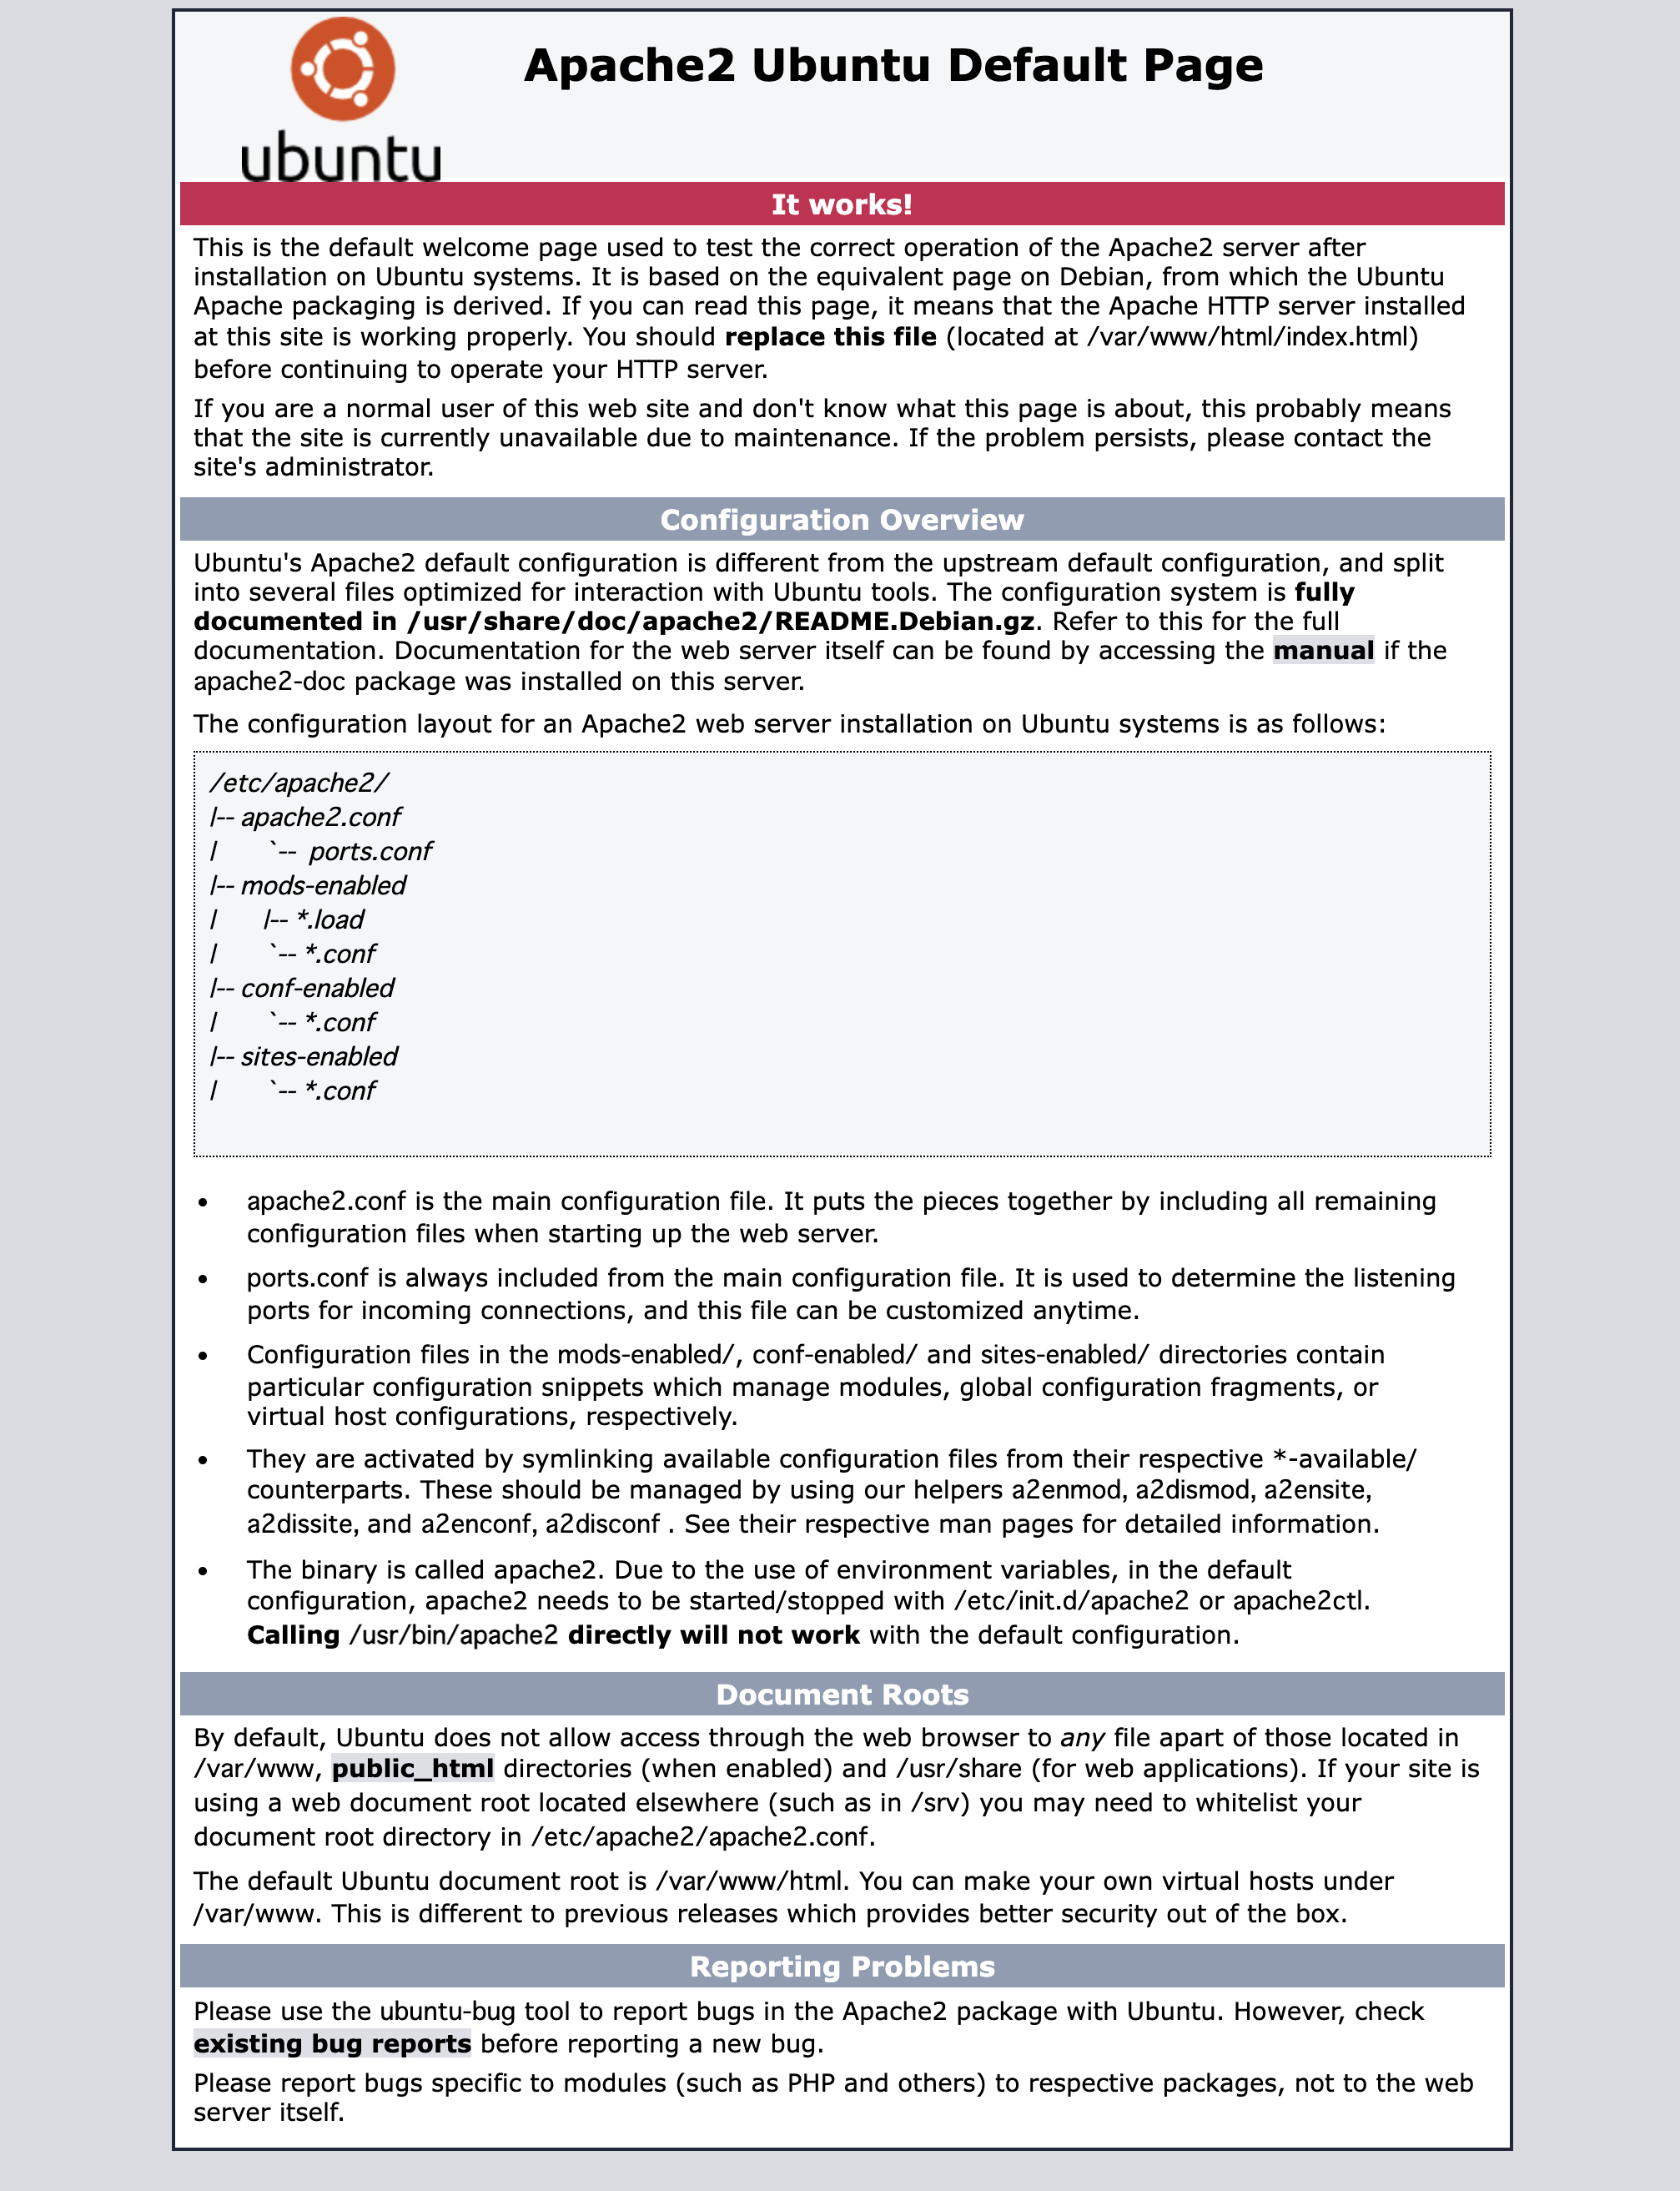 ubuntu
Apache2 Ubuntu Default Page
It works!
This is the default welcome page used to test the correct operation of the Apache2 server after
installation on Ubuntu systems. It is based on the equivalent page on Debian, from which the Ubuntu
Apache packaging is derived. If you can read this page, it means that the Apache HTTP server installed
at this site is working properly. You should replace this file (located at /var/www/html/index.html)
before continuing to operate your HTTP server.
If you are a normal user of this web site and don't know what this page is about, this probably means
that the site is currently unavailable due to maintenance. If the problem persists, please contact the
site's administrator.
Configuration Overview
Ubuntu's Apache2 default configuration is different from the upstream default configuration, and split
into several files optimized for interaction with Ubuntu tools. The configuration system is fully
documented in /usr/share/doc/apache2/README.Debian.gz. Refer to this for the full
documentation. Documentation for the web server itself can be found by accessing the manual if the
apache2-doc package was installed on this server.
The configuration layout for an Apache2 web server installation on Ubuntu systems is as follows:
/etc/apache2/
|-- apache2.conf
|       `--  ports.conf
|-- mods-enabled
|       |-- *.load
|       `-- *.conf
|-- conf-enabled
|       `-- *.conf
|-- sites-enabled
|       `-- *.conf
• apache2.conf is the main configuration file. It puts the pieces together by including all remaining
configuration files when starting up the web server.
• ports.conf is always included from the main configuration file. It is used to determine the listening
ports for incoming connections, and this file can be customized anytime.
• Configuration files in the mods-enabled/, conf-enabled/ and sites-enabled/ directories contain
particular configuration snippets which manage modules, global configuration fragments, or
virtual host configurations, respectively.
• They are activated by symlinking available configuration files from their respective *-available/
counterparts. These should be managed by using our helpers a2enmod, a2dismod, a2ensite,
a2dissite, and a2enconf, a2disconf . See their respective man pages for detailed information.
• The binary is called apache2. Due to the use of environment variables, in the default
configuration, apache2 needs to be started/stopped with /etc/init.d/apache2 or apache2ctl.
Calling /usr/bin/apache2 directly will not work with the default configuration.
Document Roots
By default, Ubuntu does not allow access through the web browser to any file apart of those located in
/var/www, public_html directories (when enabled) and /usr/share (for web applications). If your site is
using a web document root located elsewhere (such as in /srv) you may need to whitelist your
document root directory in /etc/apache2/apache2.conf.
The default Ubuntu document root is /var/www/html. You can make your own virtual hosts under
/var/www. This is different to previous releases which provides better security out of the box.
Reporting Problems
Please use the ubuntu-bug tool to report bugs in the Apache2 package with Ubuntu. However, check
existing bug reports before reporting a new bug.
Please report bugs specific to modules (such as PHP and others) to respective packages, not to the web
server itself.